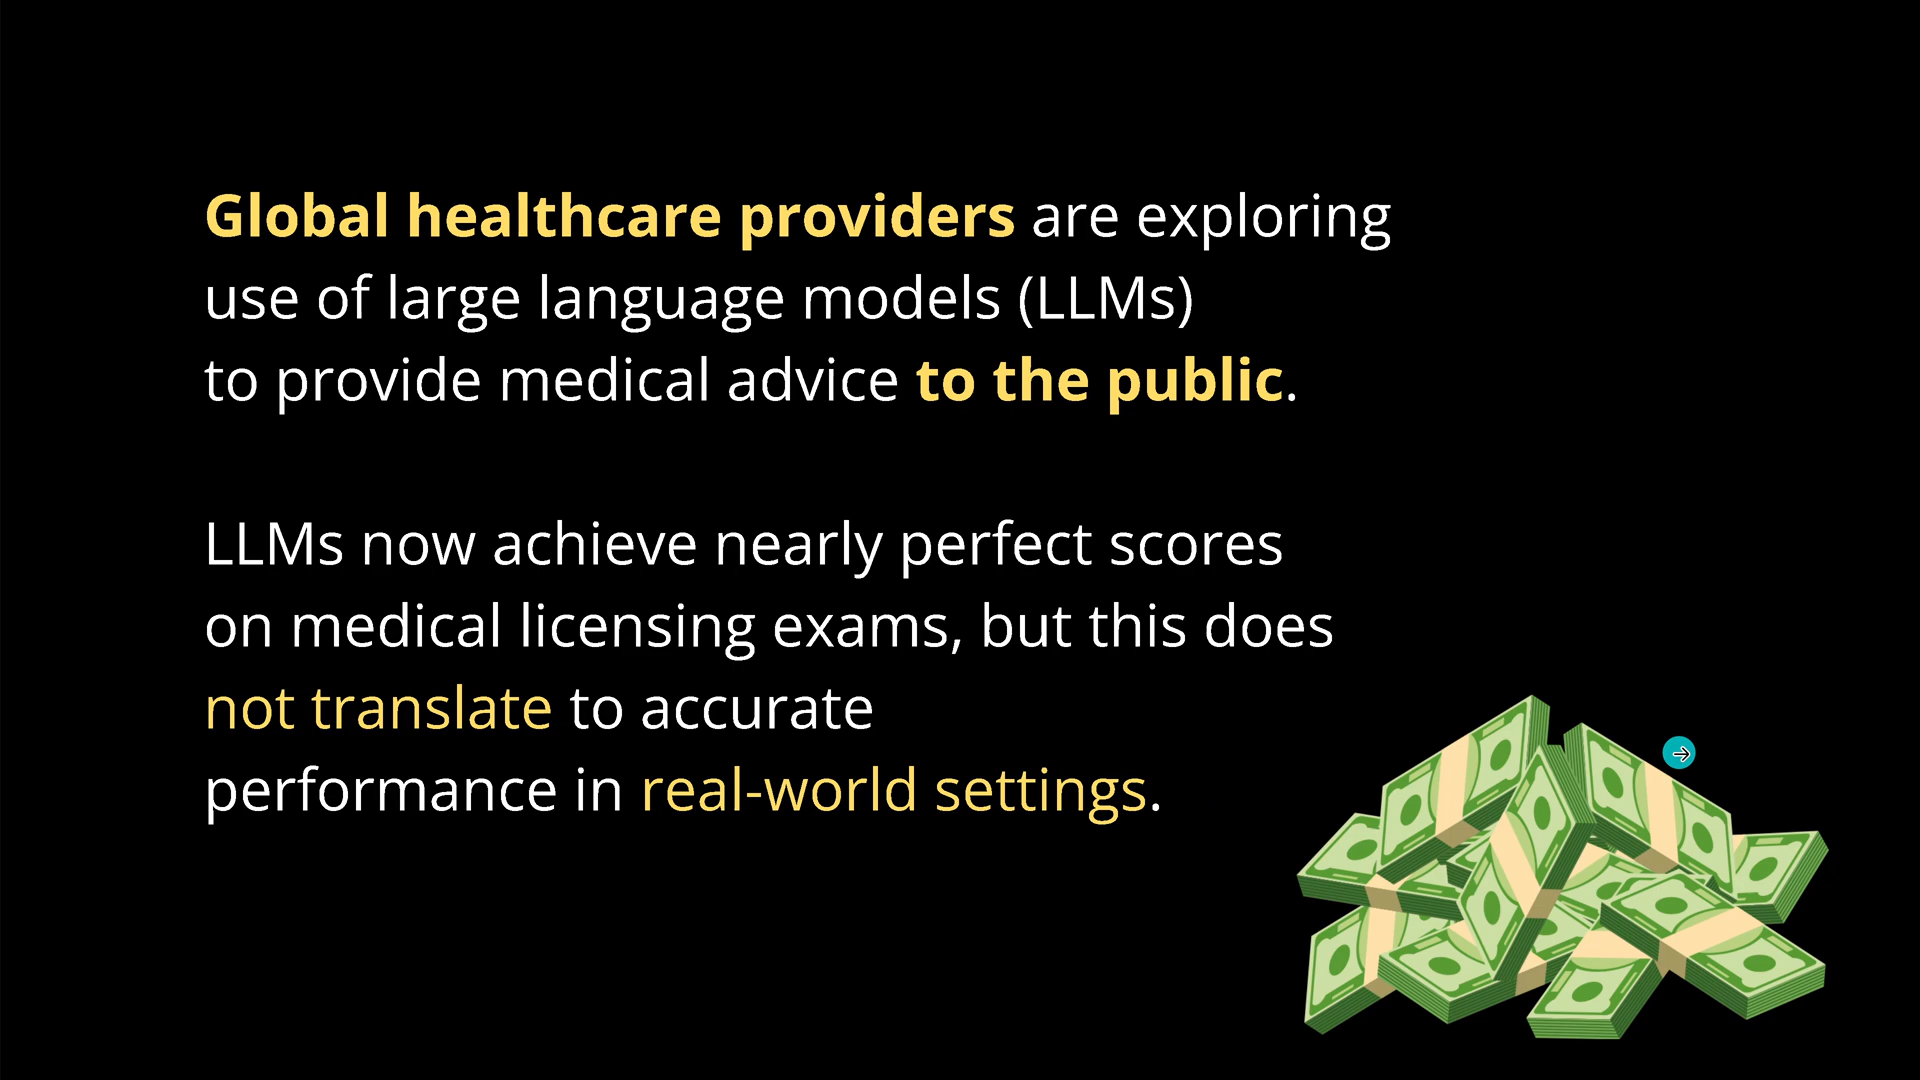 Global healthcare providers are exploring
use of large language models (LLMs)
to provide medical advice to the public.
LLMs now achieve nearly perfect scores
on medical licensing exams, but this does
not translate to accurate
performance in real-world settings.